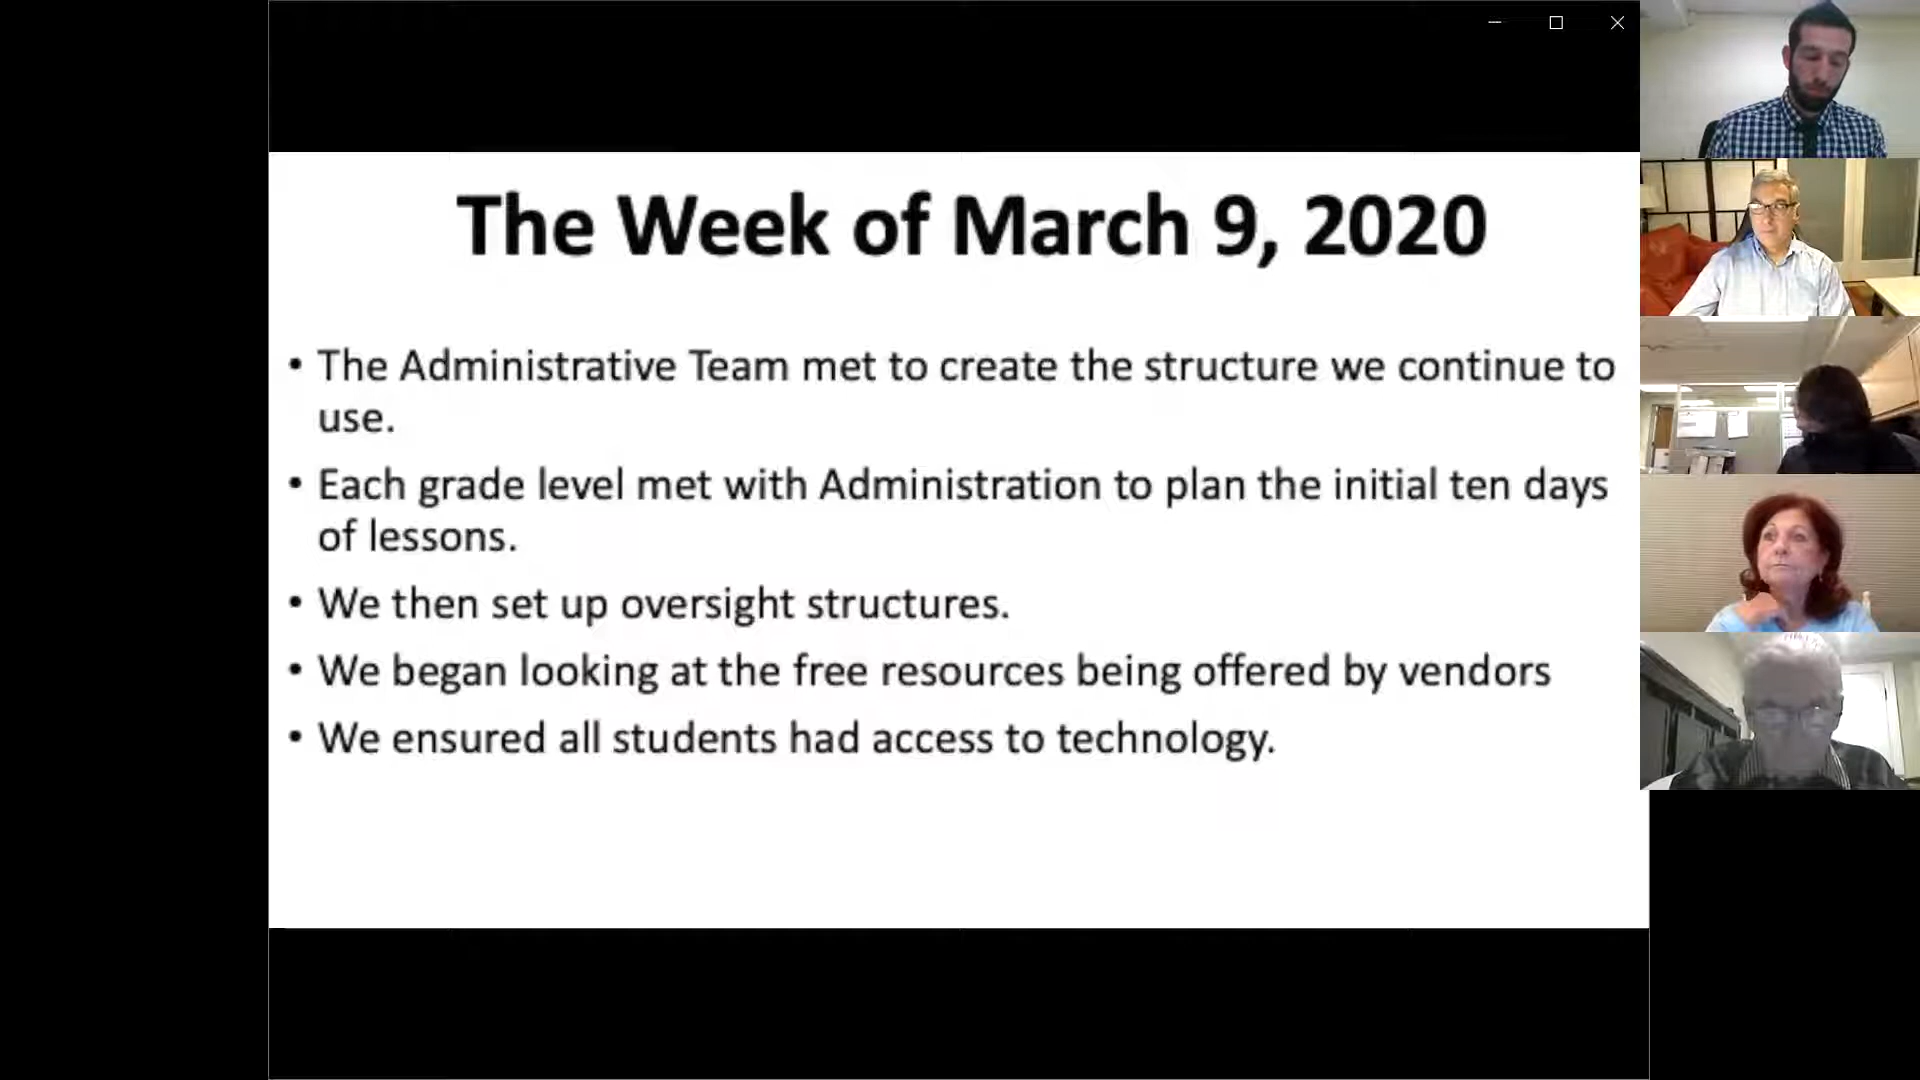 The Week of March 9, 2020
• The Administrative Team met to create the structure we continue to
use.
• Each grade level met with Administration to plan the initial ten days
of lessons.
• We then set up oversight structures.
• We began looking at the free resources being offered by vendors
• We ensured all students had access to technology.